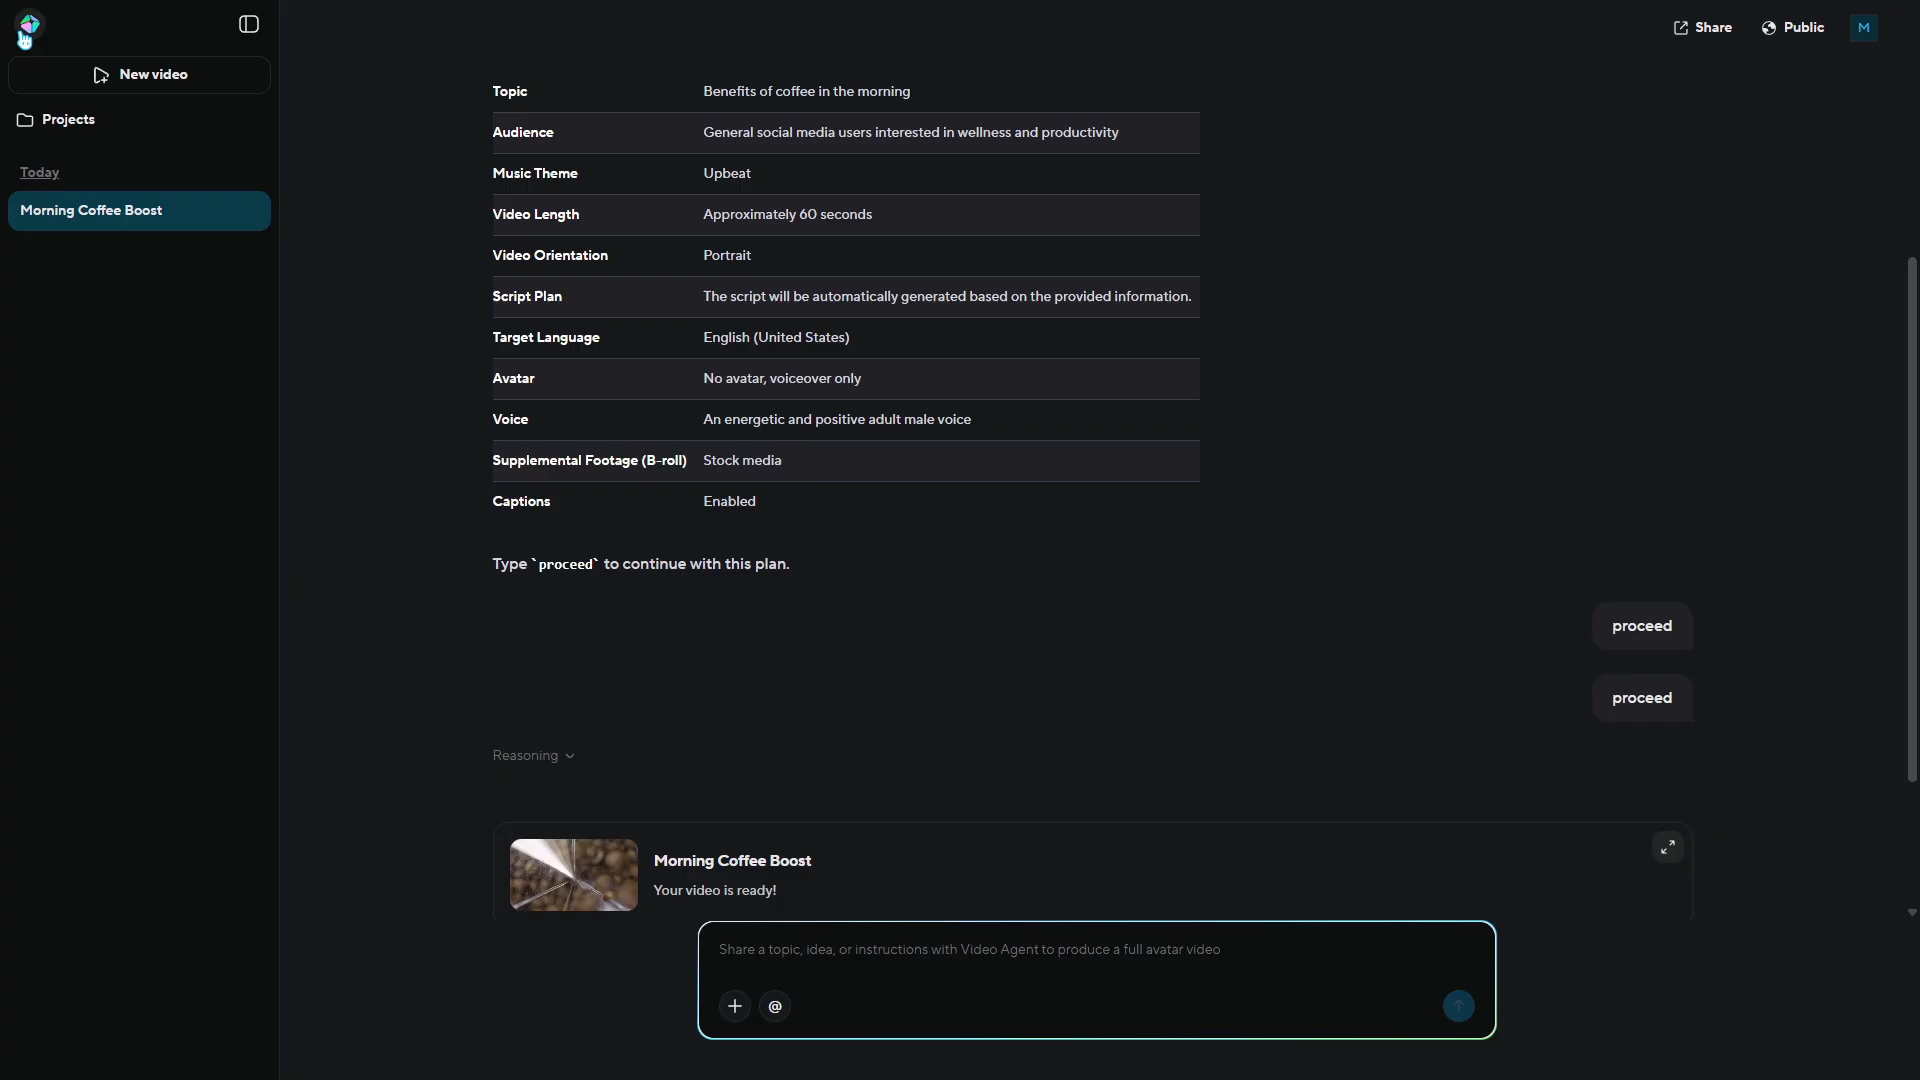 Share
Public
M
New video
Projects
Today
Morning Coffee Boost
Topic Benefits of coffee in the morning
Audience General social media users interested in wellness and productivity
Music Theme Upbeat
Video Length Approximately 60 seconds
Video Orientation Portrait
Script Plan The script will be automatically generated based on the provided information.
Target Language English (United States)
Avatar No avatar, voiceover only
Voice An energetic and positive adult male voice
Supplemental Footage (B-roll) Stock media
Captions Enabled
Type `proceed` to continue with this plan.
proceed
proceed
Reasoning
Morning Coffee Boost
Your video is ready!
Share a topic, idea, or instructions with Video Agent to produce a full avatar video
@